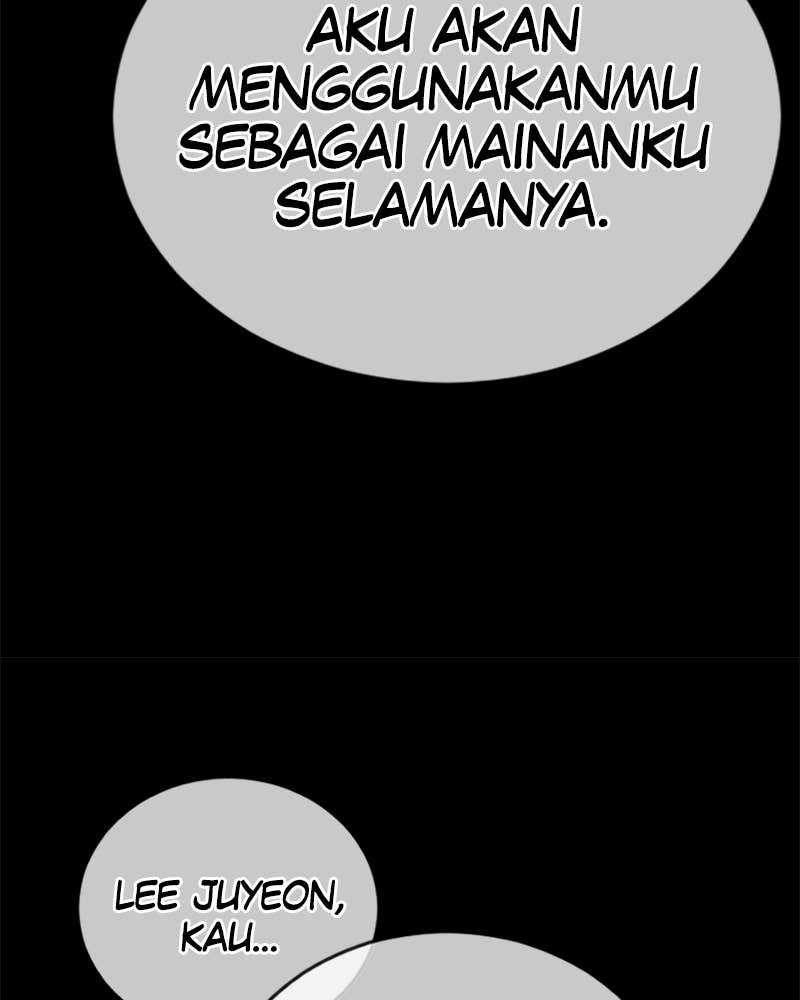 AKU AKAN
MENGGUNAKANMU
SEBAGAI MAINANKU
SELAMANYA.
LEE JUYEON,
KAU...